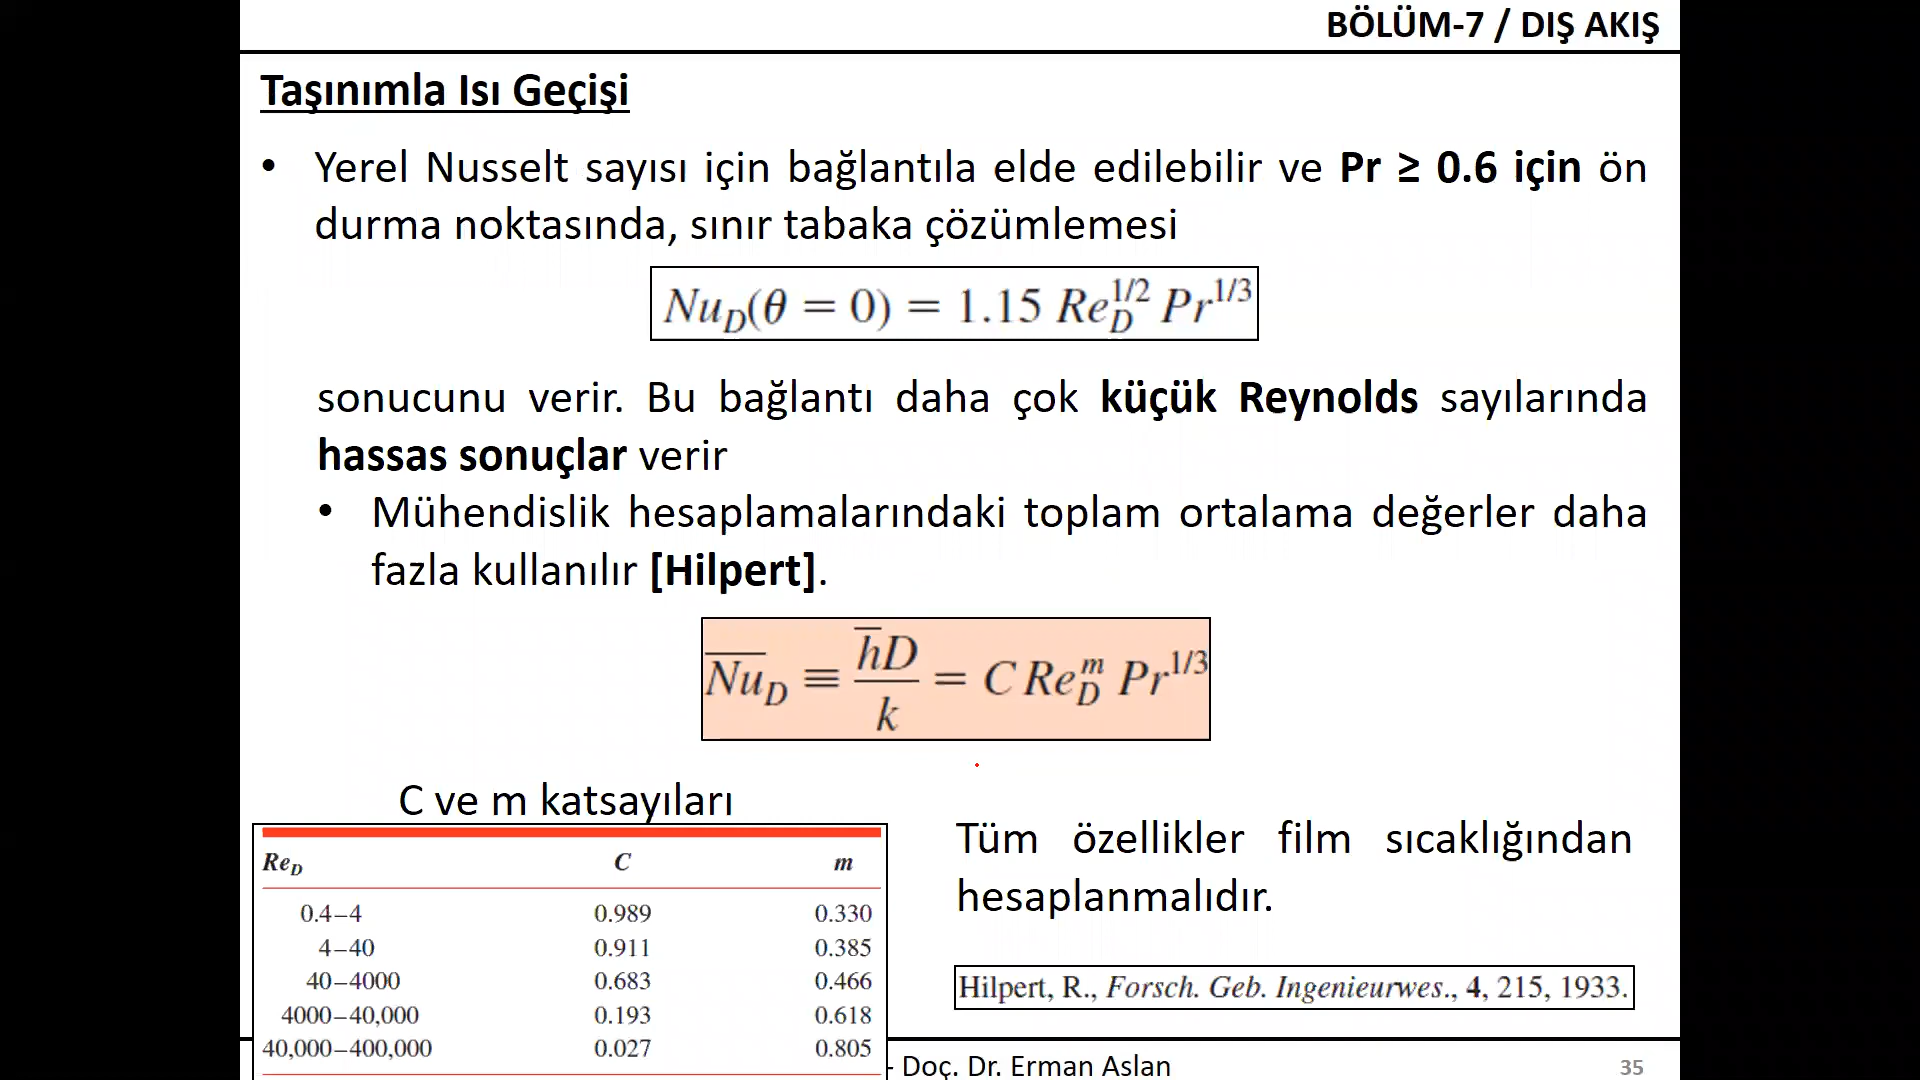 BÖLÜM-7 / DIŞ AKIŞ
Taşınımla Isı Geçişi
• Yerel Nusselt sayısı için bağlantıla elde edilebilir ve Pr ≥ 0.6 için ön
durma noktasında, sınır tabaka çözümlemesi
Nu_D(θ = 0) = 1.15 Re_D^{1/2} Pr^{1/3}
sonucunu verir. Bu bağlantı daha çok küçük Reynolds sayılarında
hassas sonuçlar verir
• Mühendislik hesaplamalarındaki toplam ortalama değerler daha
fazla kullanılır [Hilpert].
\overline{Nu}_D ≡ \frac{\overline{h}D}{k} = C Re_D^m Pr^{1/3}
C ve m katsayıları
Re_D C m
0.4–4 0.989 0.330
4–40 0.911 0.385
40–4000 0.683 0.466
4000–40,000 0.193 0.618
40,000–400,000 0.027 0.805
Tüm özellikler film sıcaklığından
hesaplanmalıdır.
Hilpert, R., Forsch. Geb. Ingenieurwes., 4, 215, 1933.
- Doç. Dr. Erman Aslan
35